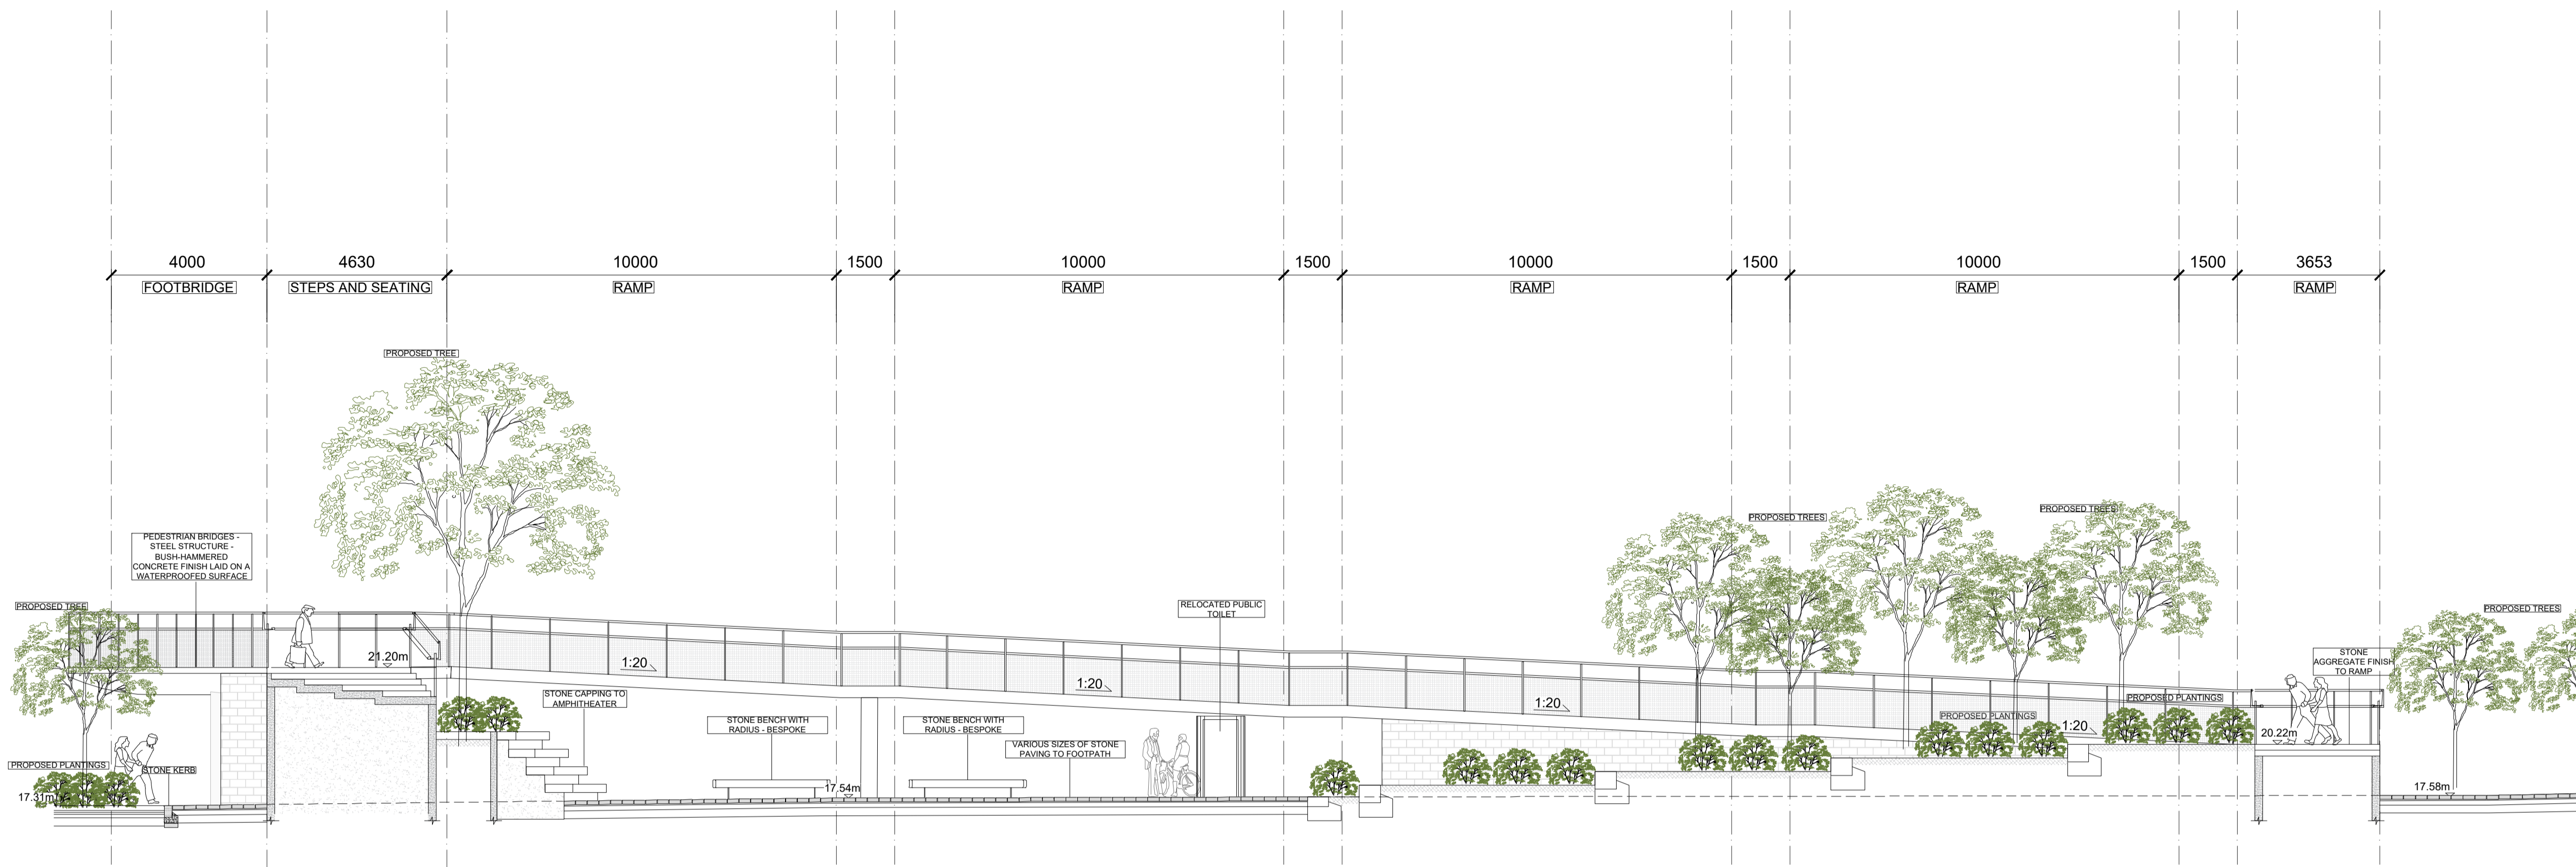 4000
4630
10000
1500
10000
1500
10000
1500
10000
1500
3653
FOOTBRIDGE
STEPS AND SEATING
RAMP
RAMP
RAMP
RAMP
RAMP
PROPOSED TREE
PEDESTRIAN BRIDGES -
STEEL STRUCTURE -
BUSH-HAMMERED
CONCRETE FINISH LAID ON A
WATERPROOFED SURFACE
PROPOSED TREE
21.20m
1:20
STONE CAPPING TO
AMPHITHEATER
STONE BENCH WITH
RADIUS - BESPOKE
STONE BENCH WITH
RADIUS - BESPOKE
1:20
VARIOUS SIZES OF STONE
PAVING TO FOOTPATH
RELOCATED PUBLIC
TOILET
1:20
PROPOSED TREES
PROPOSED TREES
PROPOSED TREES
STONE
AGGREGATE FINISH
TO RAMP
PROPOSED PLANTINGS
PROPOSED PLANTINGS
1:20
20.22m
PROPOSED PLANTINGS
STONE KERB
17.31m
17.54m
17.58m